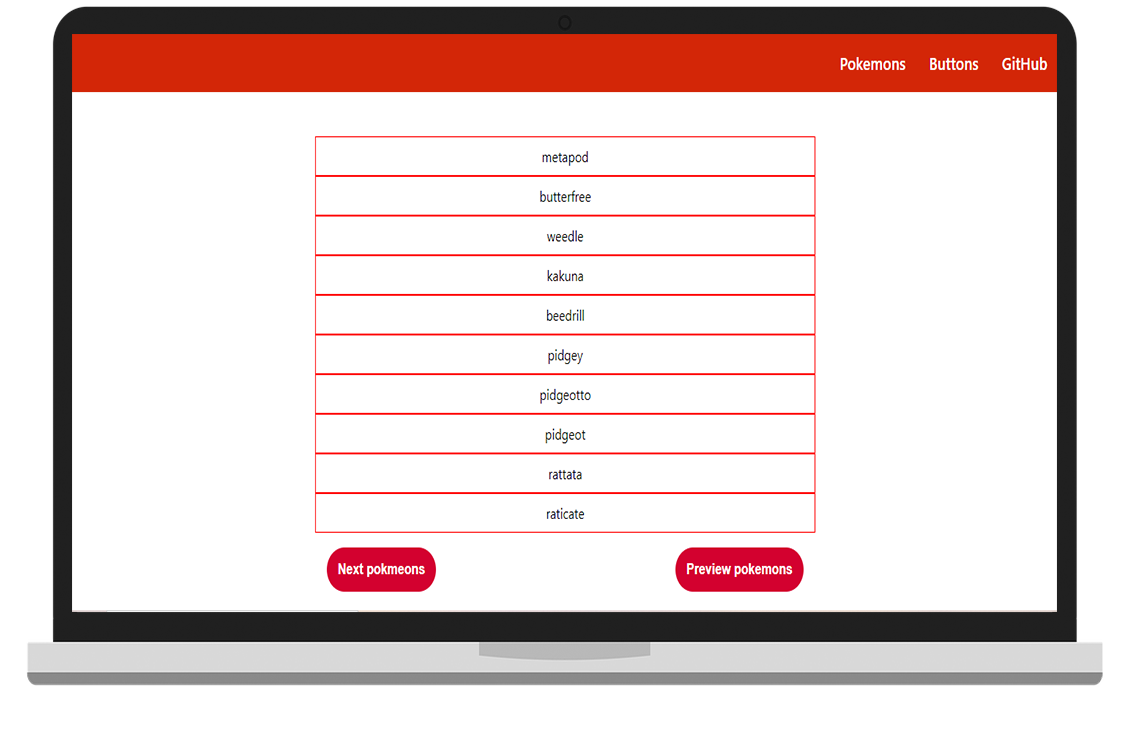 Pokemons Buttons GitHub
metapod
butterfree
weedle
kakuna
beedrill
pidgey
pidgeotto
pidgeot
rattata
raticate
Next pokmeons Preview pokemons